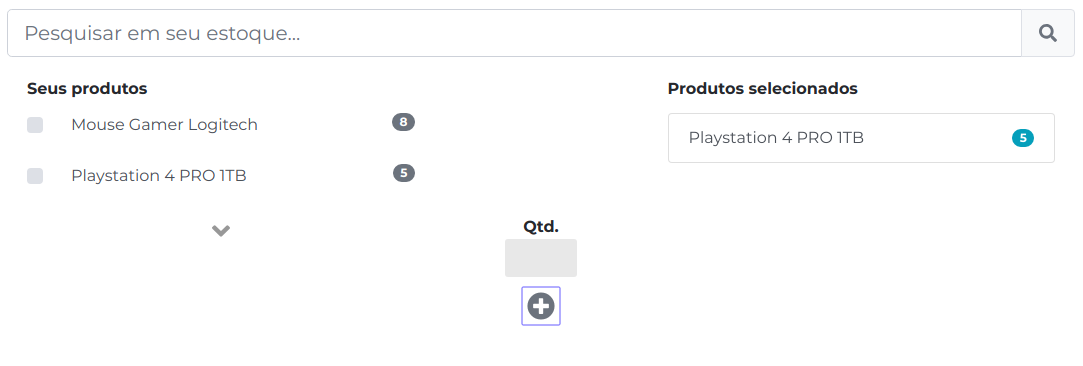 Pesquisar em seu estoque...
Seus produtos
Mouse Gamer Logitech 8
Playstation 4 PRO 1TB 5
Qtd.
Produtos selecionados
Playstation 4 PRO 1TB 5